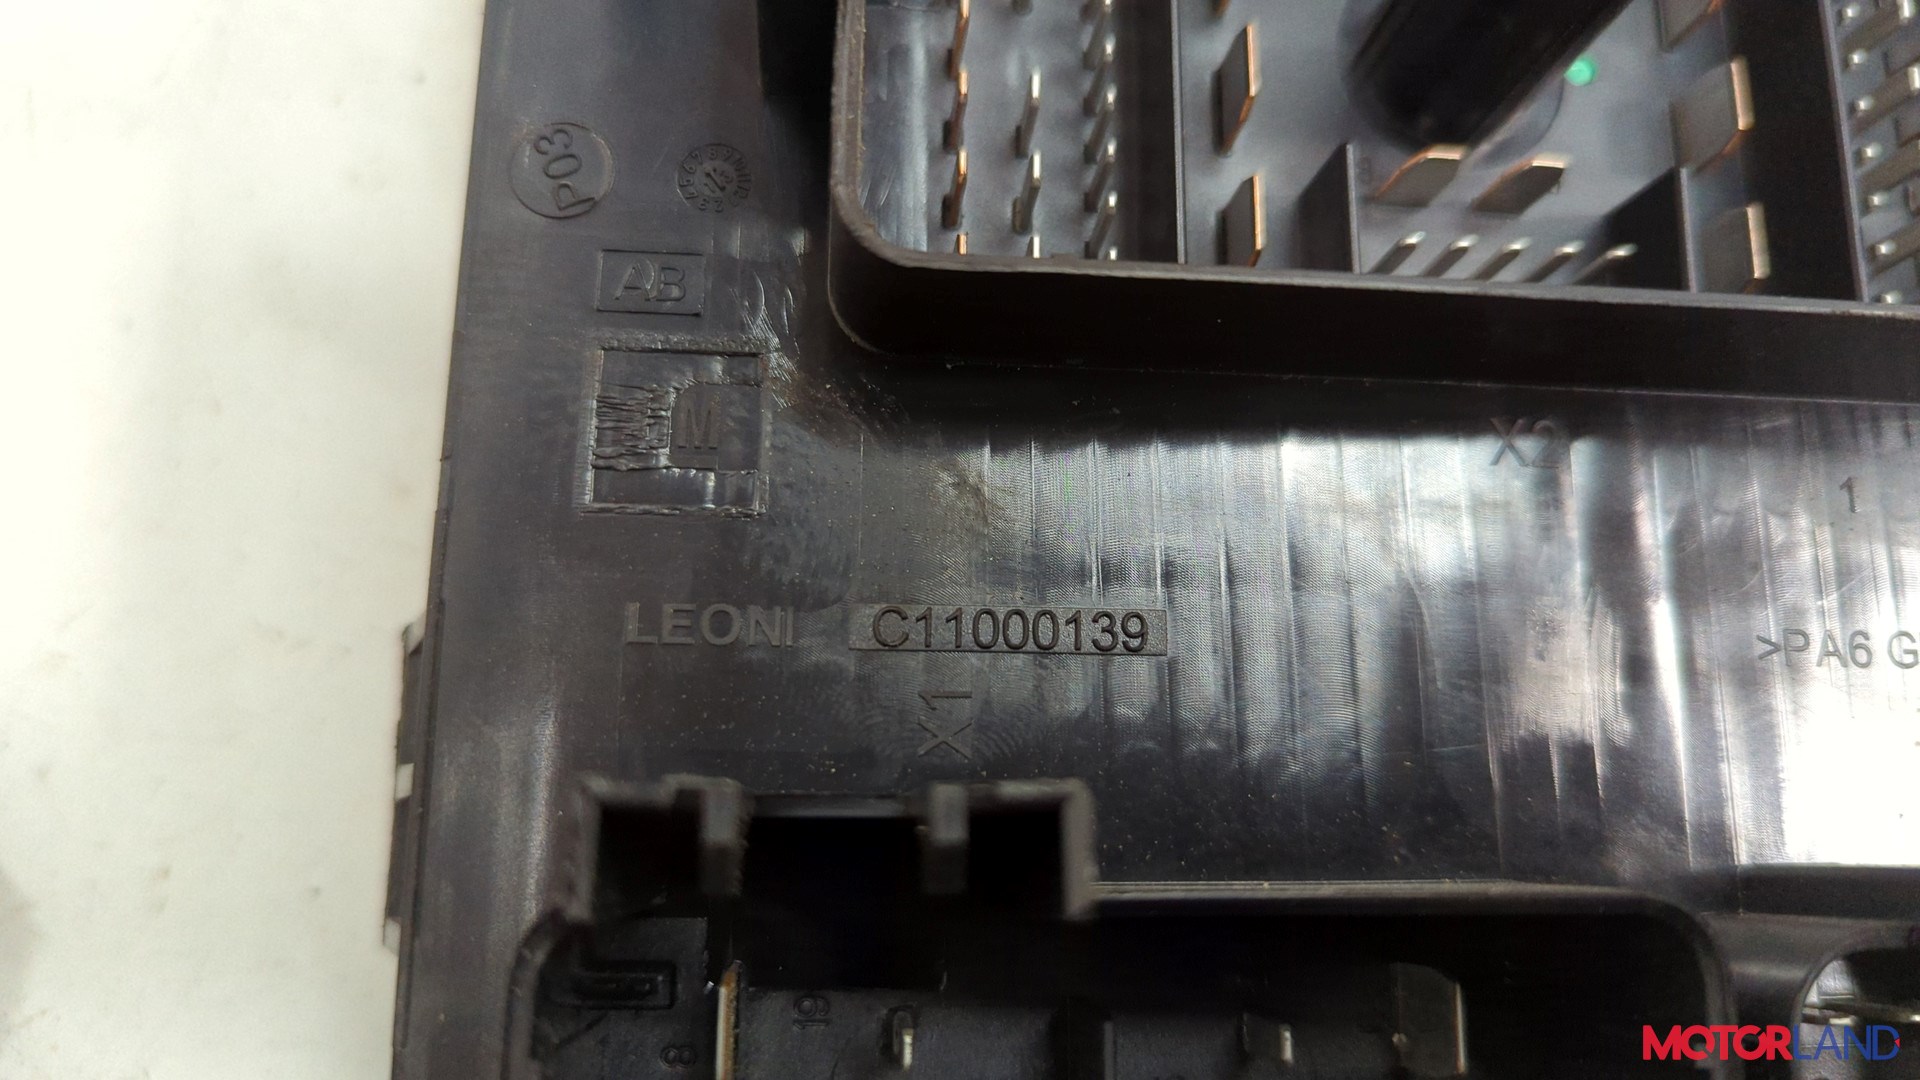 P03
AB
M
X2
1
LEONI C11000139
>PA6 G
X1
19
8
MOTORLAND